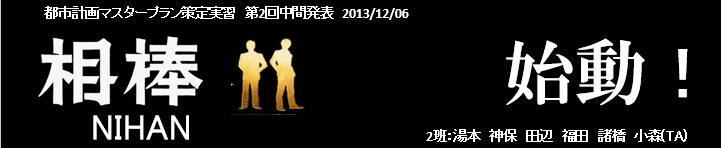 都市計画マスタープラン策定実習 第2回中間発表 2013/12/06
相棒 始動！
NIHAN
2班：湯本 神保 田辺 福田 諸橋 小森(TA)